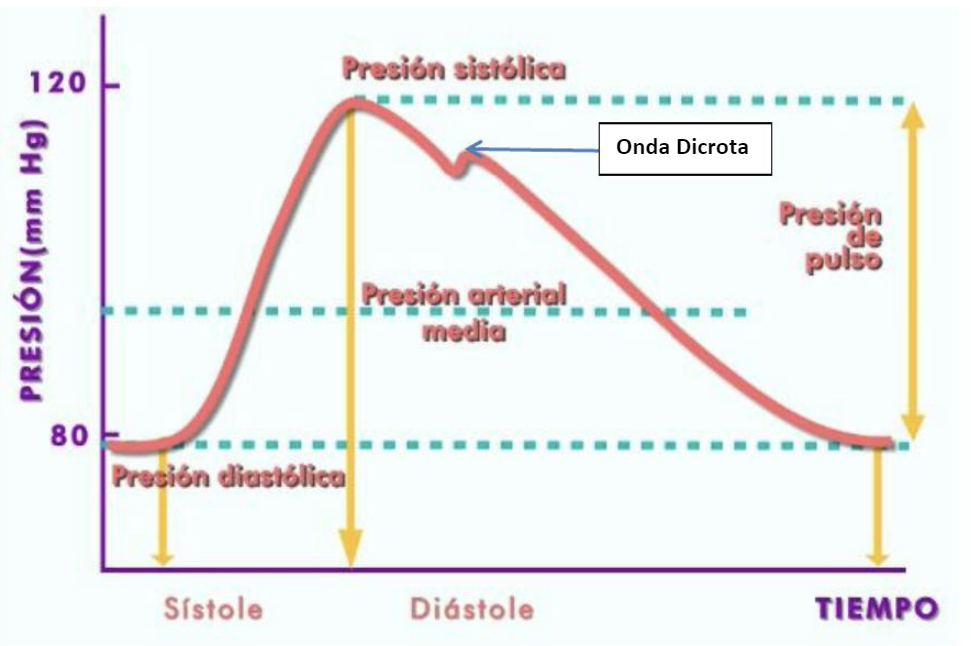 120
Presión sistólica
Onda Dicrota
PRESIÓN(mm Hg)
Presión
de
pulso
Presión arterial
media
80
Presión diastólica
Sístole
Diástole
TIEMPO